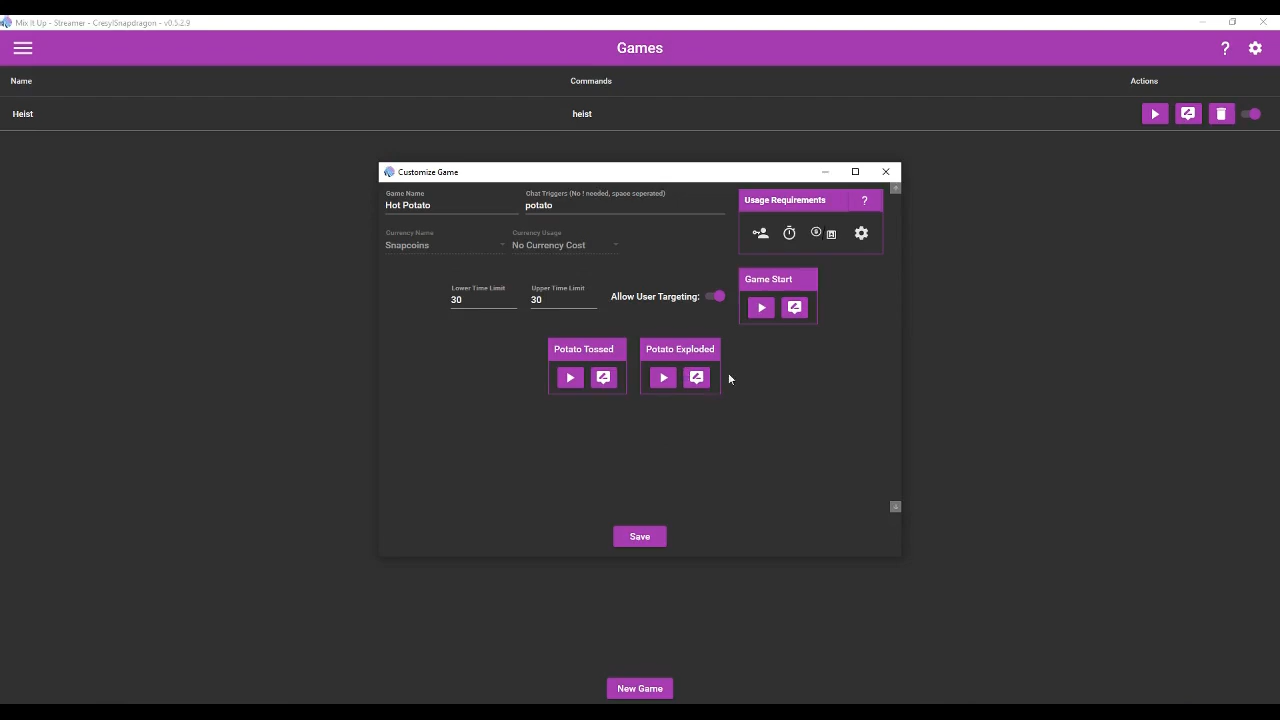 Mix It Up - Streamer - CresylSnapdragon - v0.5.2.9
Games
?
Name
Commands
Actions
Heist
heist
Customize Game
Game Name
Chat Triggers (No ! needed, space seperated)
Hot Potato
potato
Usage Requirements
?
Currency Name
Currency Usage
Snapcoins
No Currency Cost
Lower Time Limit
Upper Time Limit
30
30
Allow User Targeting:
Game Start
Potato Tossed
Potato Exploded
Save
New Game